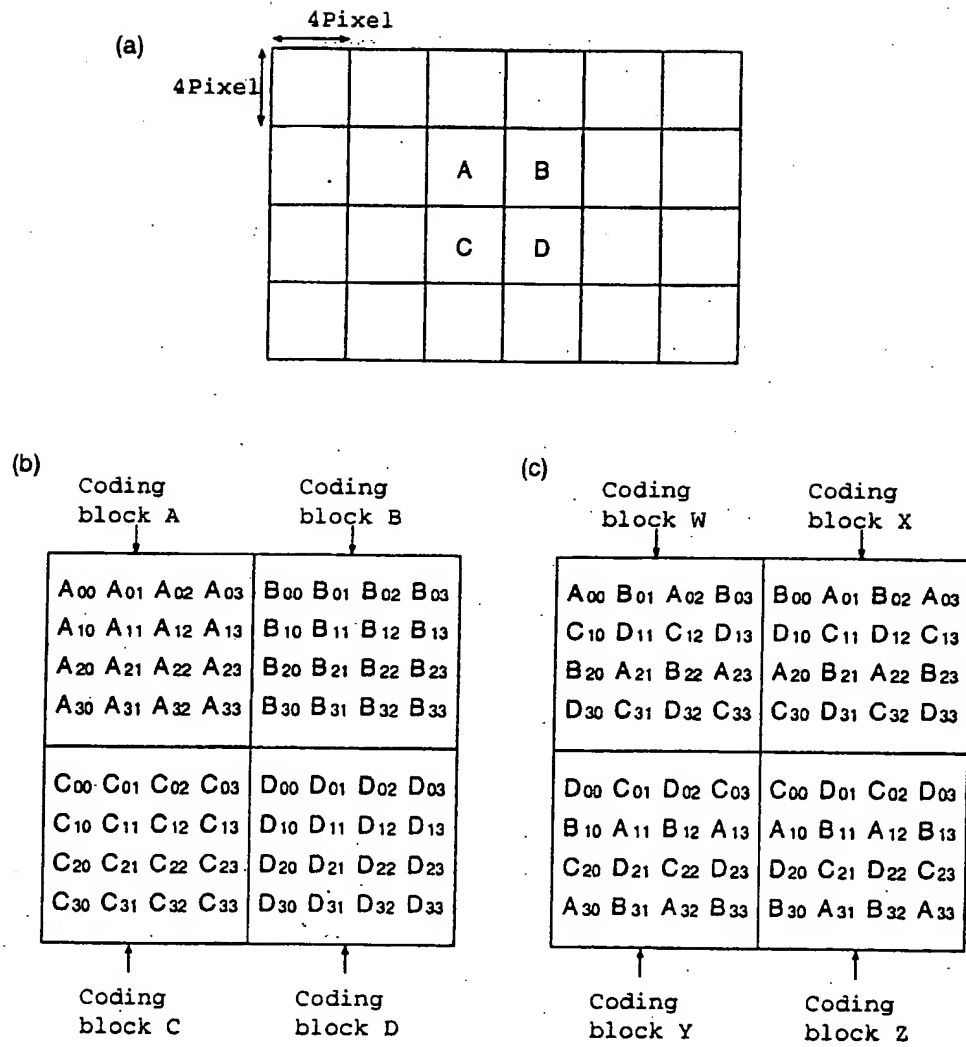 4Pixel
(a)
4Pixel
A B
C D
(b)
Coding block A
Coding block B
A00 A01 A02 A03 B00 B01 B02 B03
A10 A11 A12 A13 B10 B11 B12 B13
A20 A21 A22 A23 B20 B21 B22 B23
A30 A31 A32 A33 B30 B31 B32 B33
C00 C01 C02 C03 D00 D01 D02 D03
C10 C11 C12 C13 D10 D11 D12 D13
C20 C21 C22 C23 D20 D21 D22 D23
C30 C31 C32 C33 D30 D31 D32 D33
Coding block C
Coding block D
(c)
Coding block W
Coding block X
A00 B01 A02 B03 B00 A01 B02 A03
C10 D11 C12 D13 D10 C11 D12 C13
B20 A21 B22 A23 A20 B21 A22 B23
D30 C31 D32 C33 C30 D31 C32 D33
D00 C01 D02 C03 C00 D01 C02 D03
B10 A11 B12 A13 A10 B11 A12 B13
C20 D21 C22 D23 D20 C21 D22 C23
A30 B31 A32 B33 B30 A31 B32 A33
Coding block Y
Coding block Z